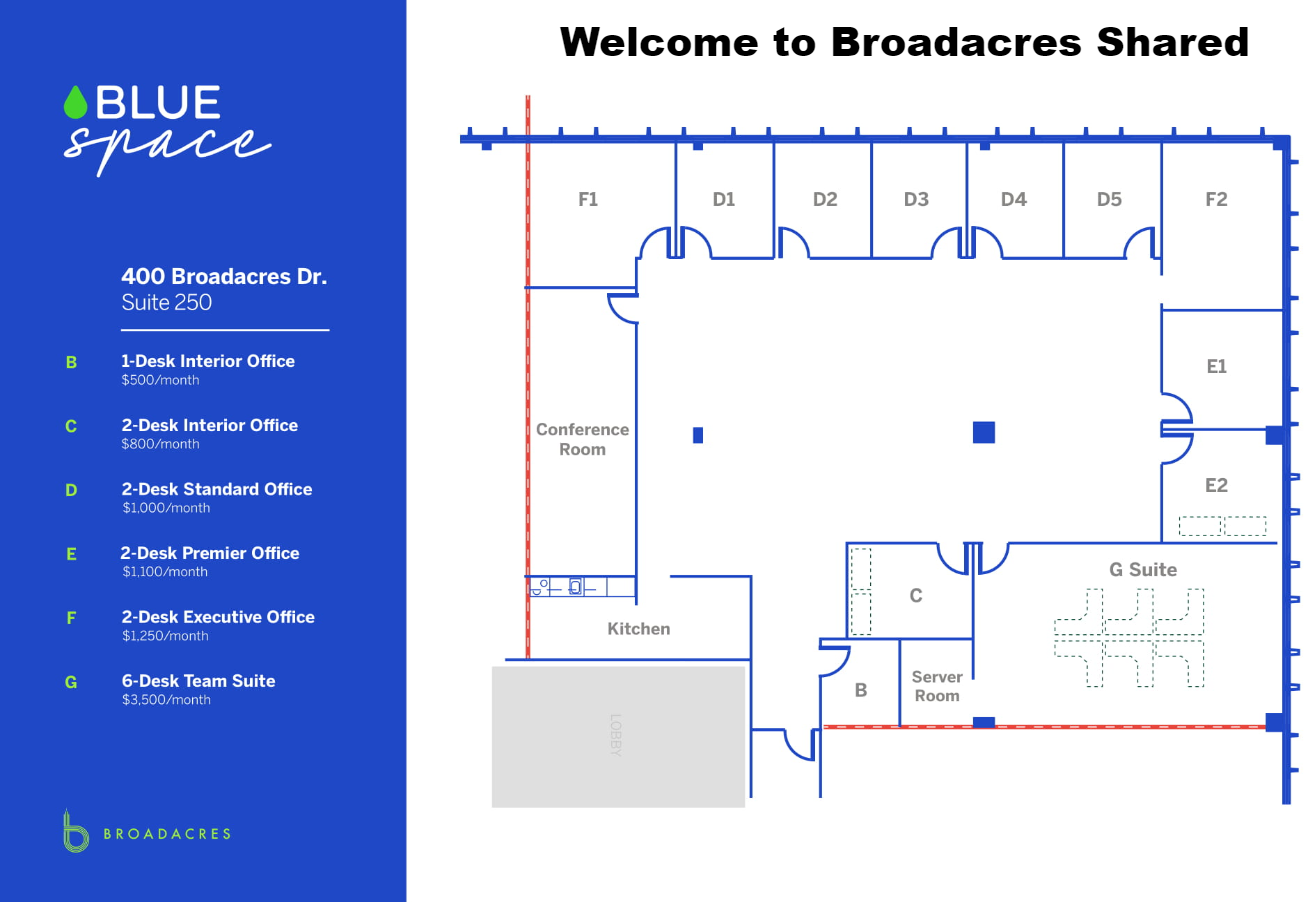 Welcome to Broadacres Shared
BLUE
space
400 Broadacres Dr.
Suite 250
B 1-Desk Interior Office
$500/month
C 2-Desk Interior Office
$800/month
D 2-Desk Standard Office
$1,000/month
E 2-Desk Premier Office
$1,100/month
F 2-Desk Executive Office
$1,250/month
G 6-Desk Team Suite
$3,500/month
BROADACRES
F1 D1 D2 D3 D4 D5 F2
E1
Conference
Room
E2
G Suite
C
Kitchen
Server
Room
B
LOBBY